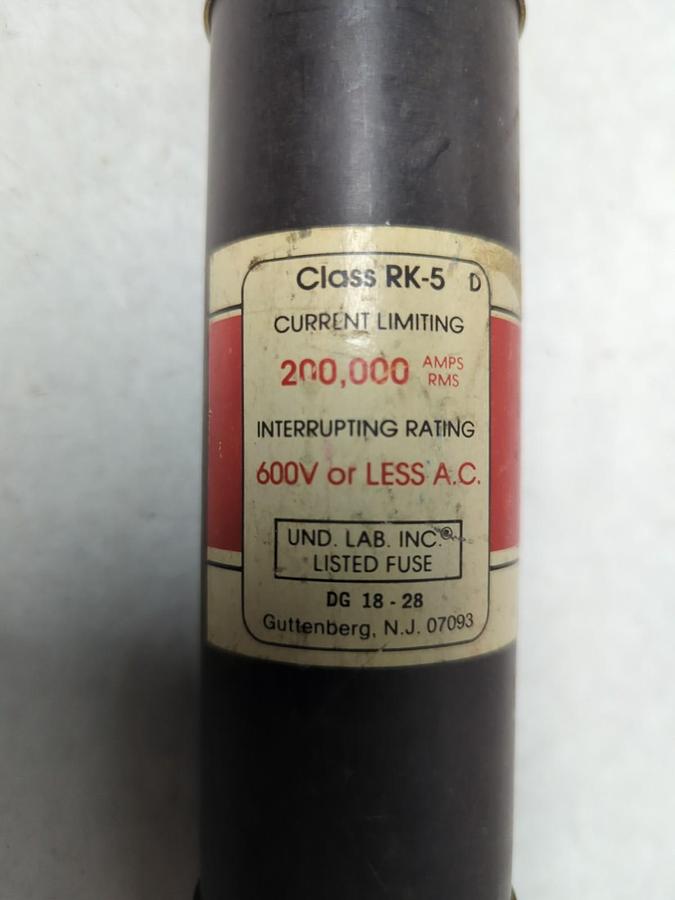 Class RK-5 D
CURRENT LIMITING
200,000 AMPS RMS
INTERRUPTING RATING
600V or LESS A.C.
UND. LAB. INC.®
LISTED FUSE
DG 18 - 28
Guttenberg, N.J. 07093